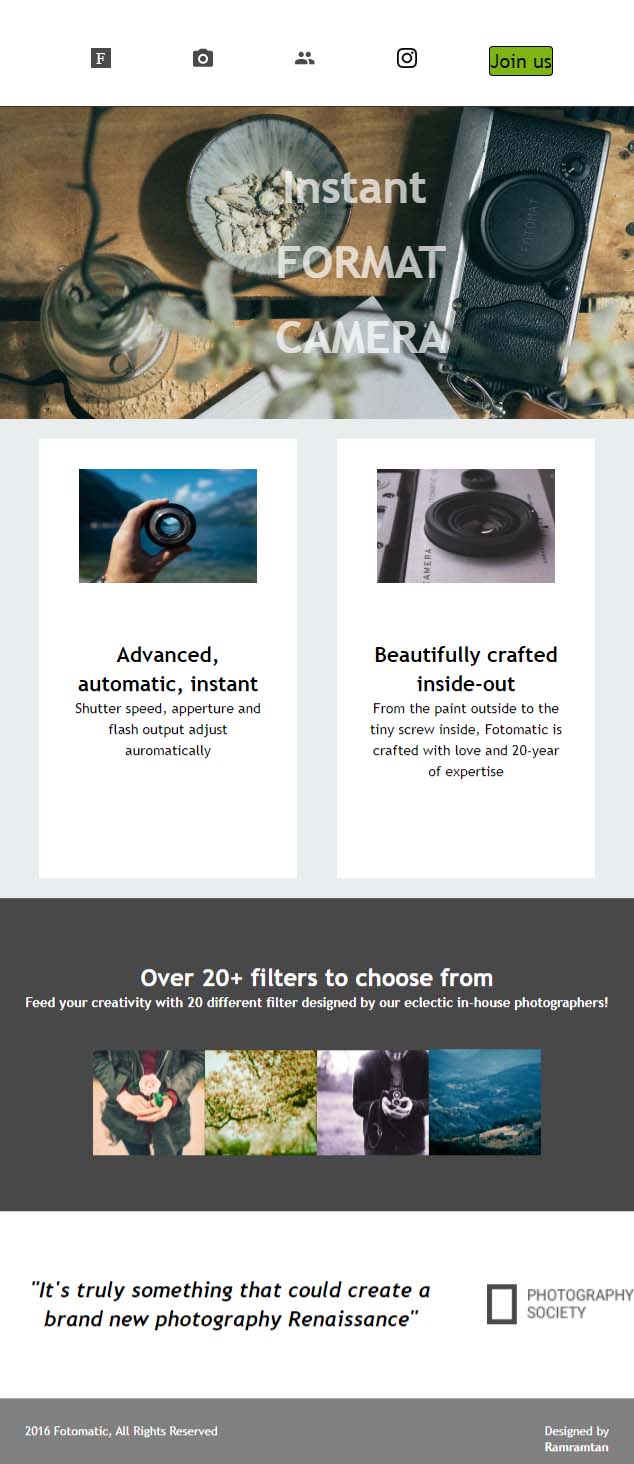 F
Join us
Instant
FORMAT
CAMERA
FOTOMAT
CAMERA
Advanced,
automatic, instant
Shutter speed, apperture and
flash output adjust
auromatically
Beautifully crafted
inside-out
From the paint outside to the
tiny screw inside, Fotomatic is
crafted with love and 20-year
of expertise
Over 20+ filters to choose from
Feed your creativity with 20 different filter designed by our eclectic in-house photographers!
"It's truly something that could create a
brand new photography Renaissance"
PHOTOGRAPHY
SOCIETY
2016 Fotomatic, All Rights Reserved
Designed by
Ramramtan